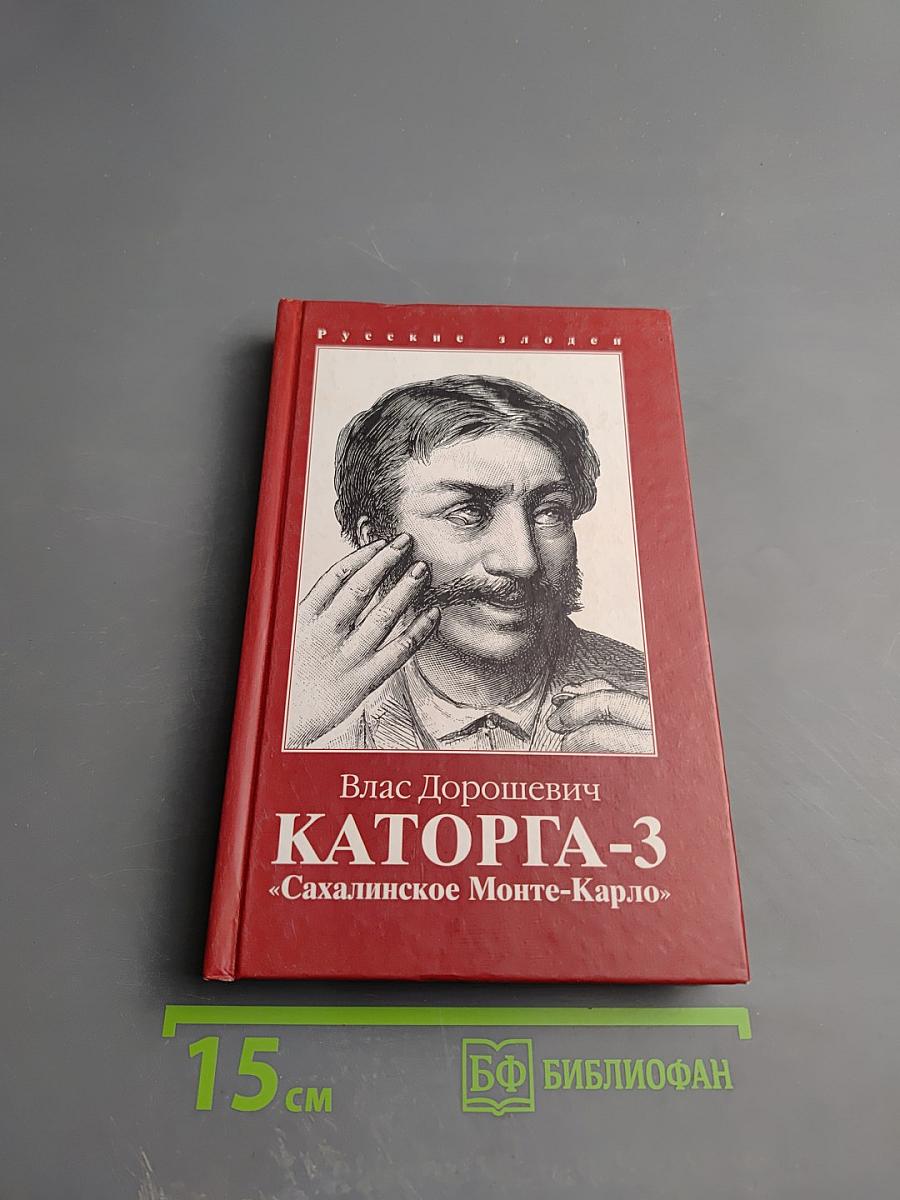 Русские злодеи
Влас Дорошевич
КАТОРГА-3
«Сахалинское Монте-Карло»
15 см
БФ БИБЛИОФАН